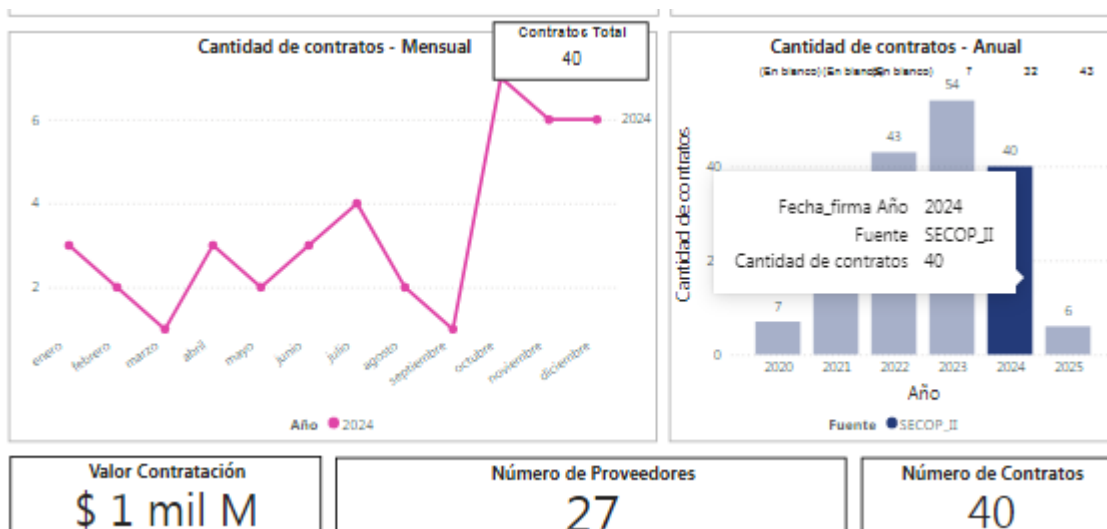 Cantidad de contratos - Mensual
Contratos Total
40
6
4
2
2024
enero
febrero
marzo
abril
mayo
junio
julio
agosto
septiembre
octubre
noviembre
diciembre
Año 2024
Cantidad de contratos - Anual
(En blanco) (En blanco) (En blanco) 7 22 43
Cantidad de contratos
40
2
0
7
43
54
40
6
Fecha_firma Año 2024
Fuente SECOP_II
Cantidad de contratos 40
2020
2021
2022
2023
2024
2025
Año
Fuente SECOP_II
Valor Contratación
$ 1 mil M
Número de Proveedores
27
Número de Contratos
40